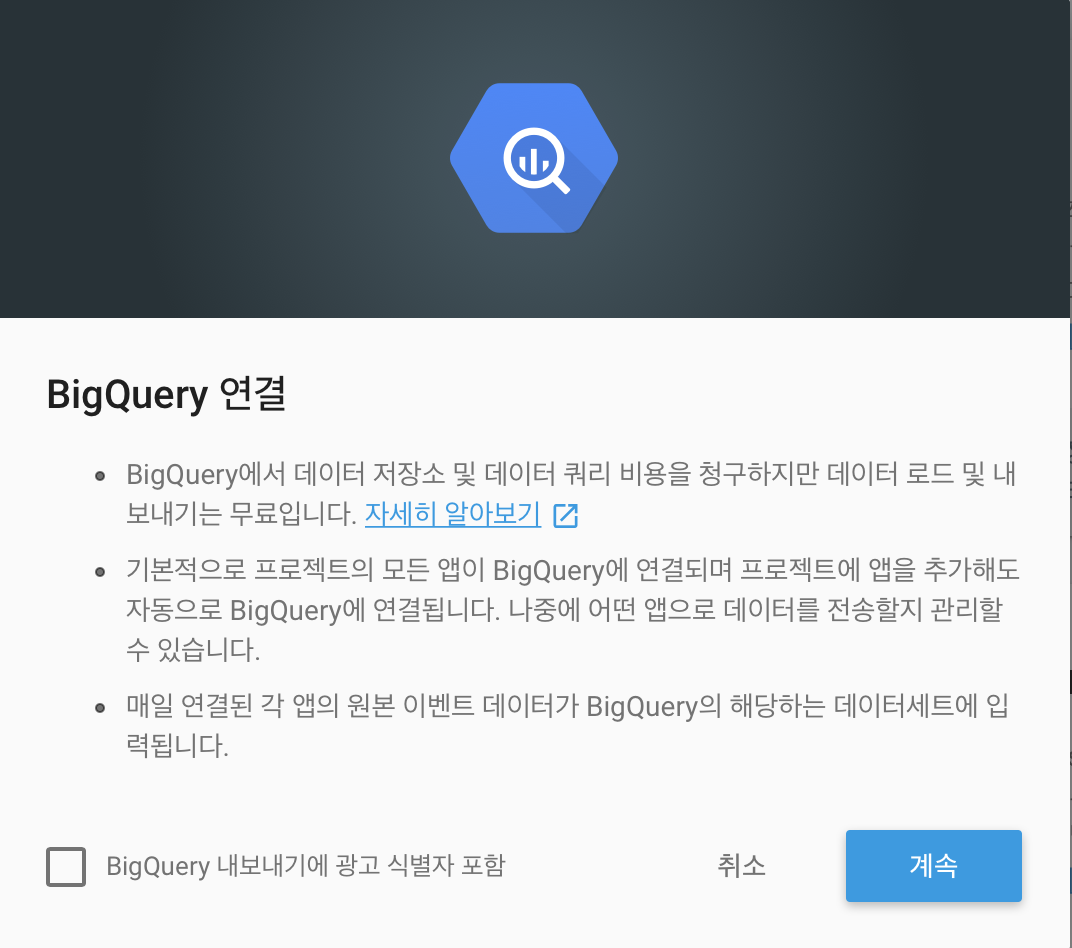 BigQuery 연결
BigQuery에서 데이터 저장소 및 데이터 쿼리 비용을 청구하지만 데이터 로드 및 내
보내기는 무료입니다. 자세히 알아보기
기본적으로 프로젝트의 모든 앱이 BigQuery에 연결되며 프로젝트에 앱을 추가해도
자동으로 BigQuery에 연결됩니다. 나중에 어떤 앱으로 데이터를 전송할지 관리할
수 있습니다.
매일 연결된 각 앱의 원본 이벤트 데이터가 BigQuery의 해당하는 데이터세트에 입
력됩니다.
BigQuery 내보내기에 광고 식별자 포함 취소 계속